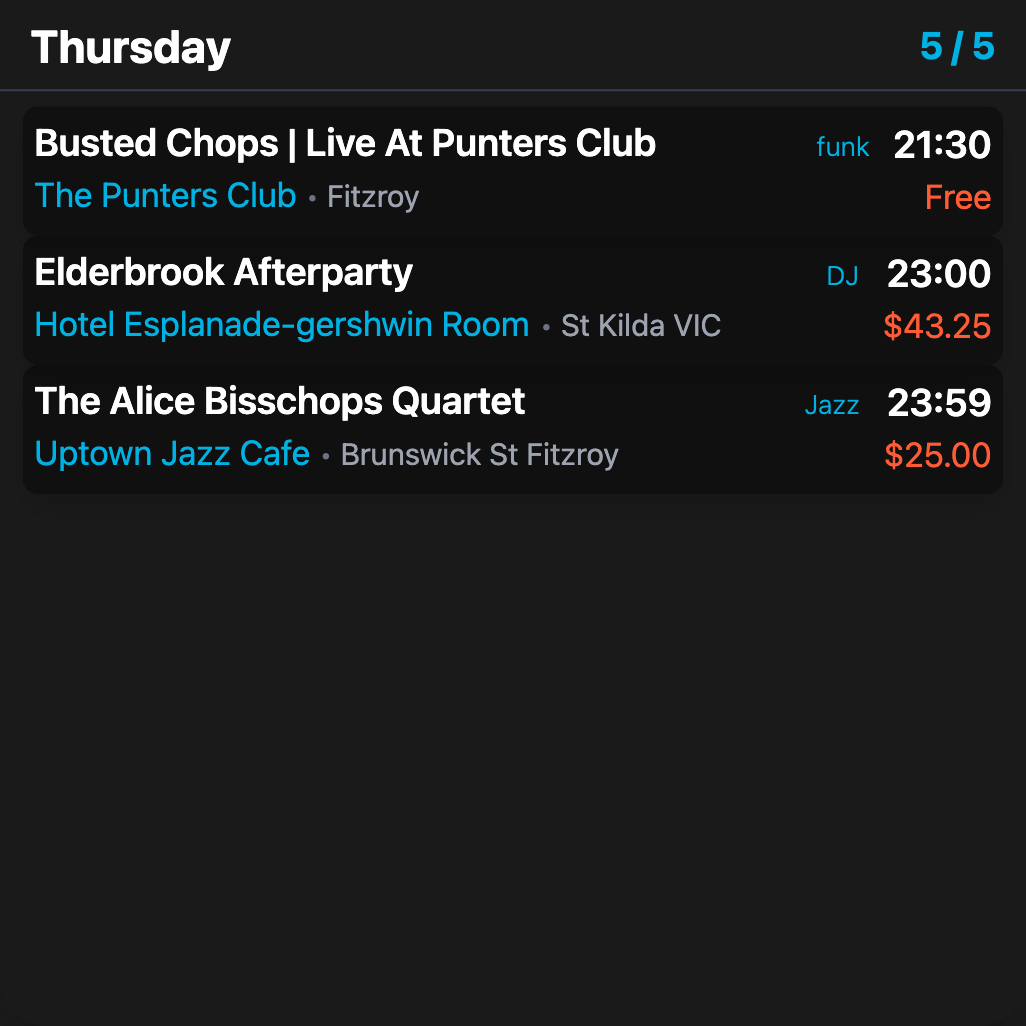 Thursday 5 / 5
Busted Chops | Live At Punters Club funk 21:30
The Punters Club • Fitzroy Free
Elderbrook Afterparty DJ 23:00
Hotel Esplanade-gershwin Room • St Kilda VIC $43.25
The Alice Bisschops Quartet Jazz 23:59
Uptown Jazz Cafe • Brunswick St Fitzroy $25.00